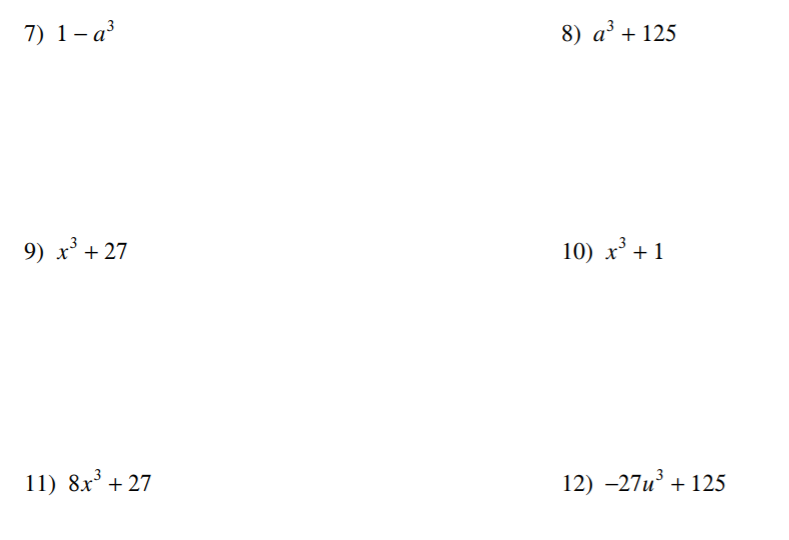 7) 1 – a³
8) a³ + 125
9) x³ + 27
10) x³ + 1
11) 8x³ + 27
12) –27u³ + 125